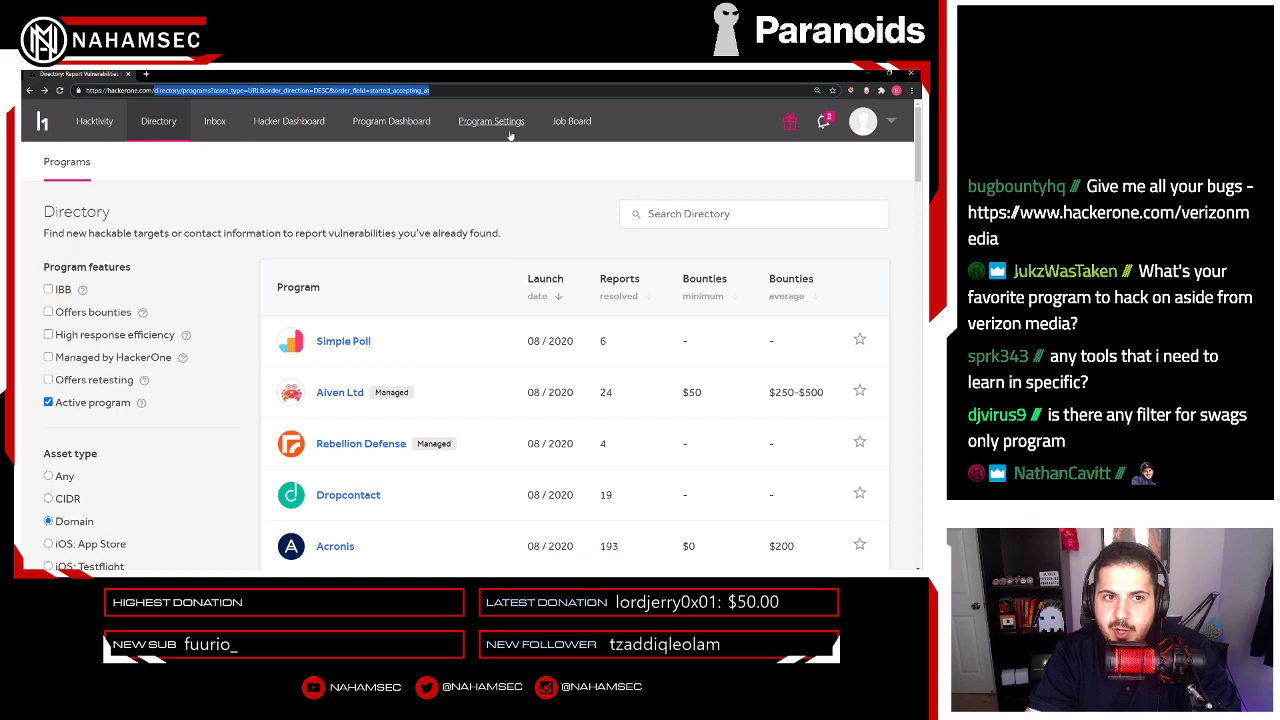 NAHAMSEC
Paranoids
Directory: Report Vulnerabilities
https://hackerone.com/directory/programs?asset_type=URL&order_direction=DESC&order_field=started_accepting_at
h1
Hacktivity
Directory
Inbox
Hacker Dashboard
Program Dashboard
Program Settings
Job Board
2
Programs
Directory
Find new hackable targets or contact information to report vulnerabilities you've already found.
Search Directory
Program features
IBB
Offers bounties
High response efficiency
Managed by HackerOne
Offers retesting
Active program
Asset type
Any
CIDR
Domain
iOS: App Store
iOS: Testflight
Program
Launch date
Reports resolved
Bounties minimum
Bounties average
Simple Poll 08 / 2020 6 - -
Aiven Ltd Managed 08 / 2020 24 $50 $250-$500
Rebellion Defense Managed 08 / 2020 4 - -
Dropcontact 08 / 2020 19 - -
Acronis 08 / 2020 193 $0 $200
bugbountyhq // Give me all your bugs -
https://www.hackerone.com/verizonm
edia
JukzWasTaken // What's your
favorite program to hack on aside from
verizon media?
sprk343 // any tools that i need to
learn in specific?
djvirus9 // is there any filter for swags
only program
NathanCavitt //
HIGHEST DONATION
LATEST DONATION lordjerry0x01: $50.00
NEW SUB fuurio_
NEW FOLLOWER tzaddiqleolam
NAHAMSEC
@NAHAMSEC
@NAHAMSEC